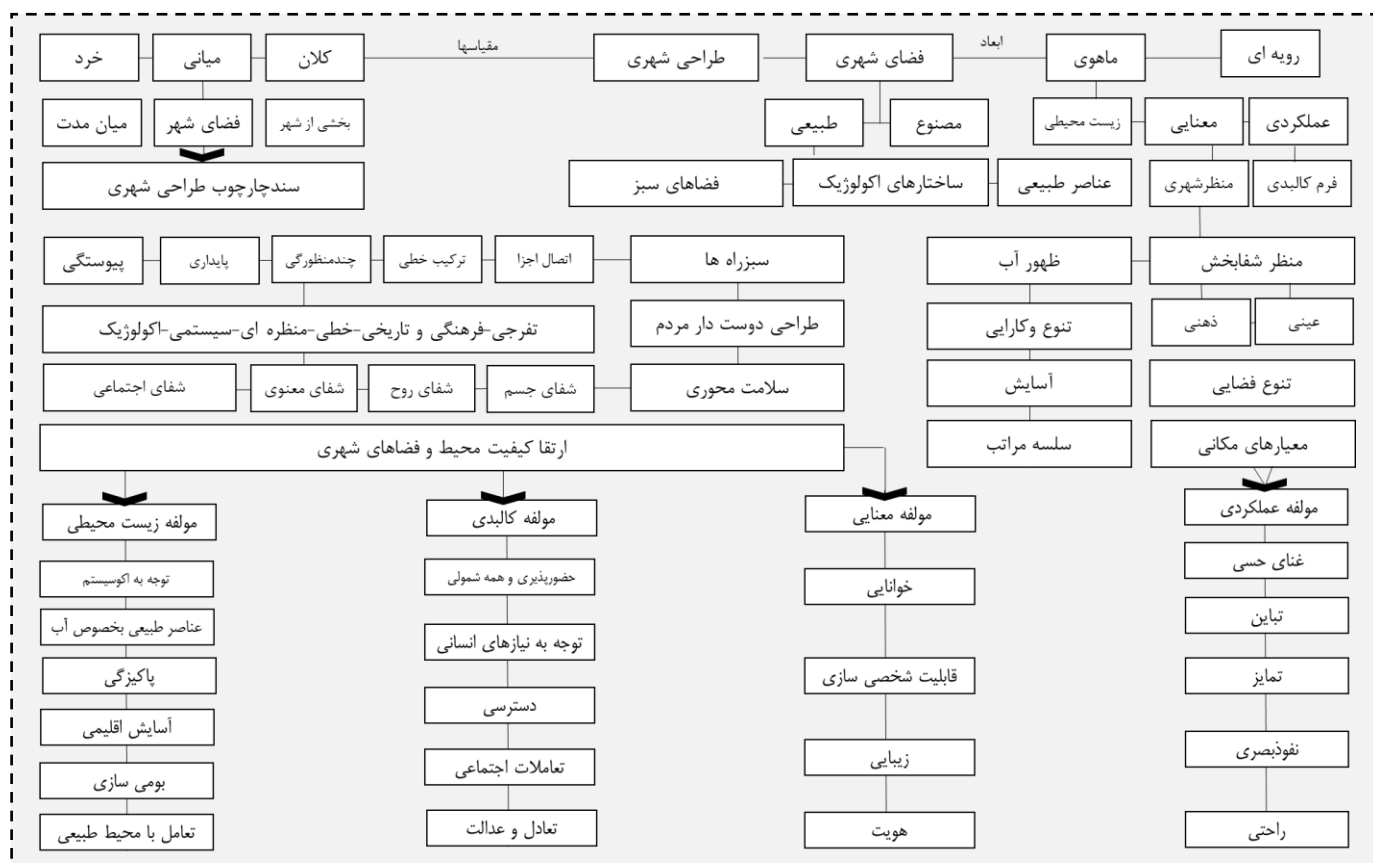 رویه ای
ماهوی
ابعاد
فضای شهری
طراحی شهری
مقیاسها
کلان
میانی
خرد
عملکردی
معنایی
زیست محیطی
مصنوع
طبیعی
بخشی از شهر
فضای شهر
میان مدت
فرم کالبدی
منظرشهری
عناصر طبیعی
ساختارهای اکولوژیک
فضاهای سبز
سندچارچوب طراحی شهری
منظر شفابخش
ظهور آب
سبزراه ها
اتصال اجزا
ترکیب خطی
چندمنظورگی
پایداری
پیوستگی
عینی
ذهنی
تنوع وکارایی
طراحی دوست دار مردم
تفرجی-فرهنگی و تاریخی-خطی-منظره ای-سیستمی-اکولوژیک
تنوع فضایی
آسایش
سلامت محوری
شفای جسم
شفای روح
شفای معنوی
شفای اجتماعی
معیارهای مکانی
سلسه مراتب
ارتقا کیفیت محیط و فضاهای شهری
مولفه عملکردی
مولفه معنایی
مولفه کالبدی
مولفه زیست محیطی
غنای حسی
خوانایی
حضورپذیری و همه شمولی
توجه به اکوسیستم
تباین
توجه به نیازهای انسانی
عناصر طبیعی بخصوص آب
تمایز
قابلیت شخصی سازی
دسترسی
پاکیزگی
نفوذبصری
زیبایی
تعاملات اجتماعی
آسایش اقلیمی
بومی سازی
راحتی
هویت
تعادل و عدالت
تعامل با محیط طبیعی